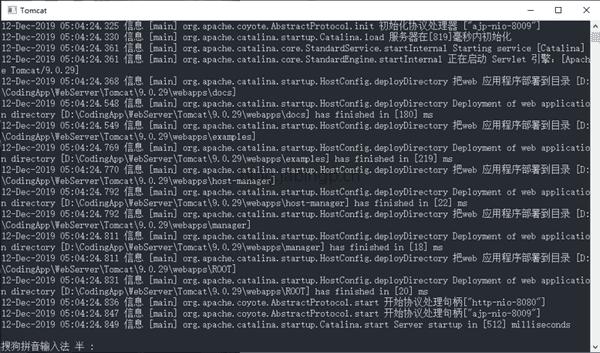 Tomcat
12-Dec-2019 05:04:24.325 信息 [main] org.apache.coyote.AbstractProtocol.init 初始化协议处理器 ["ajp-nio-8009"]
12-Dec-2019 05:04:24.330 信息 [main] org.apache.catalina.startup.Catalina.load 服务器在[819]毫秒内初始化
12-Dec-2019 05:04:24.361 信息 [main] org.apache.catalina.core.StandardService.startInternal Starting service [Catalina]
12-Dec-2019 05:04:24.361 信息 [main] org.apache.catalina.core.StandardEngine.startInternal 正在启动 Servlet 引擎：[Apach
e Tomcat/9.0.29]
12-Dec-2019 05:04:24.368 信息 [main] org.apache.catalina.startup.HostConfig.deployDirectory 把web 应用程序部署到目录 [D:
\CodingApp\WebServer\Tomcat\9.0.29\webapps\docs]
12-Dec-2019 05:04:24.548 信息 [main] org.apache.catalina.startup.HostConfig.deployDirectory Deployment of web applicatio
n directory [D:\CodingApp\WebServer\Tomcat\9.0.29\webapps\docs] has finished in [180] ms
12-Dec-2019 05:04:24.549 信息 [main] org.apache.catalina.startup.HostConfig.deployDirectory 把web 应用程序部署到目录 [D:
\CodingApp\WebServer\Tomcat\9.0.29\webapps\examples]
12-Dec-2019 05:04:24.769 信息 [main] org.apache.catalina.startup.HostConfig.deployDirectory Deployment of web applicatio
n directory [D:\CodingApp\WebServer\Tomcat\9.0.29\webapps\examples] has finished in [219] ms
12-Dec-2019 05:04:24.770 信息 [main] org.apache.catalina.startup.HostConfig.deployDirectory 把web 应用程序部署到目录 [D:
\CodingApp\WebServer\Tomcat\9.0.29\webapps\host-manager]
12-Dec-2019 05:04:24.792 信息 [main] org.apache.catalina.startup.HostConfig.deployDirectory Deployment of web applicatio
n directory [D:\CodingApp\WebServer\Tomcat\9.0.29\webapps\host-manager] has finished in [22] ms
12-Dec-2019 05:04:24.792 信息 [main] org.apache.catalina.startup.HostConfig.deployDirectory 把web 应用程序部署到目录 [D:
\CodingApp\WebServer\Tomcat\9.0.29\webapps\manager]
12-Dec-2019 05:04:24.811 信息 [main] org.apache.catalina.startup.HostConfig.deployDirectory Deployment of web applicatio
n directory [D:\CodingApp\WebServer\Tomcat\9.0.29\webapps\manager] has finished in [18] ms
12-Dec-2019 05:04:24.811 信息 [main] org.apache.catalina.startup.HostConfig.deployDirectory 把web 应用程序部署到目录 [D:
\CodingApp\WebServer\Tomcat\9.0.29\webapps\ROOT]
12-Dec-2019 05:04:24.831 信息 [main] org.apache.catalina.startup.HostConfig.deployDirectory Deployment of web applicatio
n directory [D:\CodingApp\WebServer\Tomcat\9.0.29\webapps\ROOT] has finished in [20] ms
12-Dec-2019 05:04:24.836 信息 [main] org.apache.coyote.AbstractProtocol.start 开始协议处理句柄["http-nio-8080"]
12-Dec-2019 05:04:24.847 信息 [main] org.apache.coyote.AbstractProtocol.start 开始协议处理句柄["ajp-nio-8009"]
12-Dec-2019 05:04:24.849 信息 [main] org.apache.catalina.startup.Catalina.start Server startup in [512] milliseconds
搜狗拼音输入法 半 :